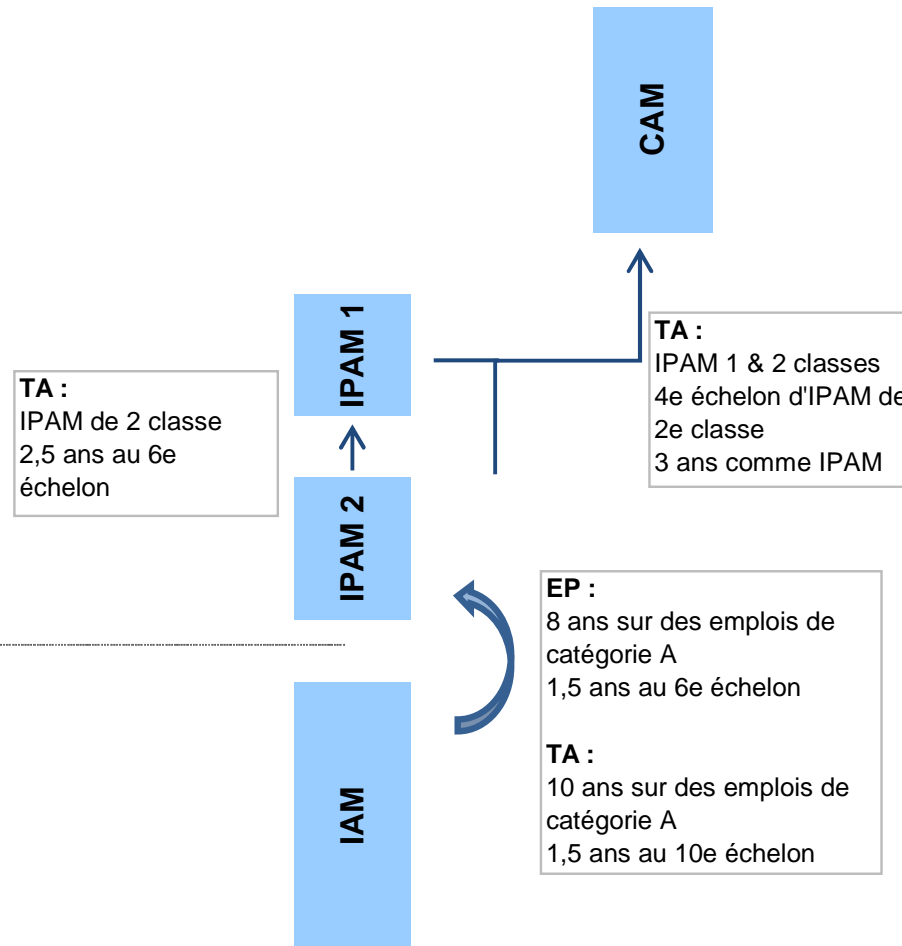 CAM
IPAM 1
TA :
IPAM 1 & 2 classes
4e échelon d'IPAM de
2e classe
3 ans comme IPAM
TA :
IPAM de 2 classe
2,5 ans au 6e
échelon
IPAM 2
EP :
8 ans sur des emplois de
catégorie A
1,5 ans au 6e échelon
TA :
10 ans sur des emplois de
catégorie A
1,5 ans au 10e échelon
IAM